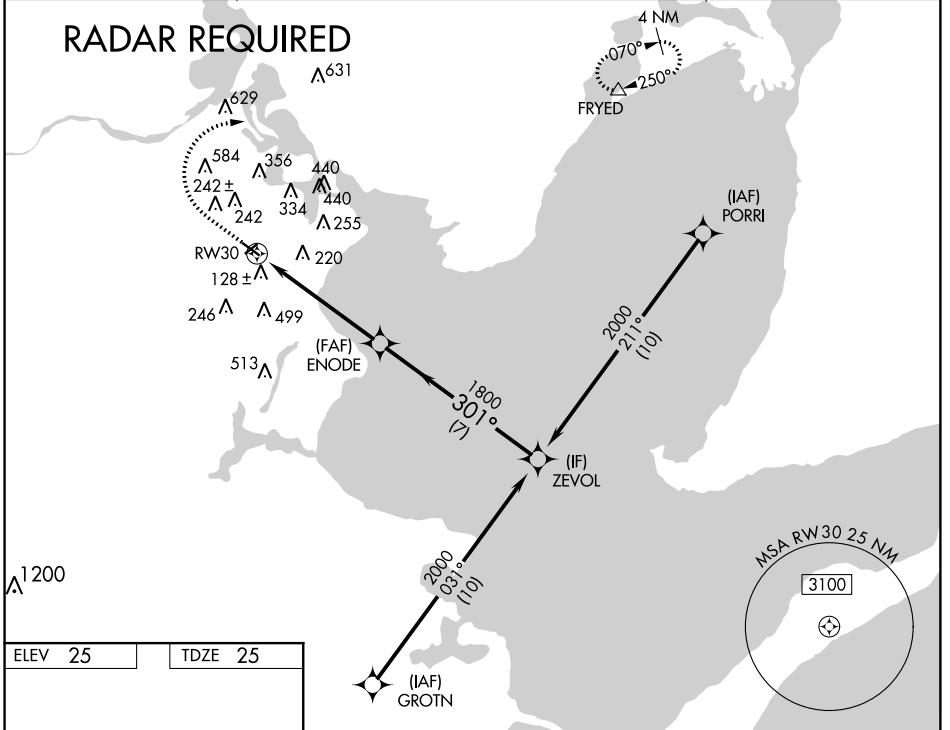 RADAR REQUIRED
631
629
4 NM
070°
250°
FRYED
584
356
440
242 ±
242
334
440
255
RW30
220
128 ±
246
499
513
(IAF)
PORRI
2000
211°
(10)
(FAF)
ENODE
1800
301°
(7)
(IF)
ZEVOL
2000
031°
(10)
(IAF)
GROTN
1200
MSA RW30 25 NM
3100
ELEV 25
TDZE 25